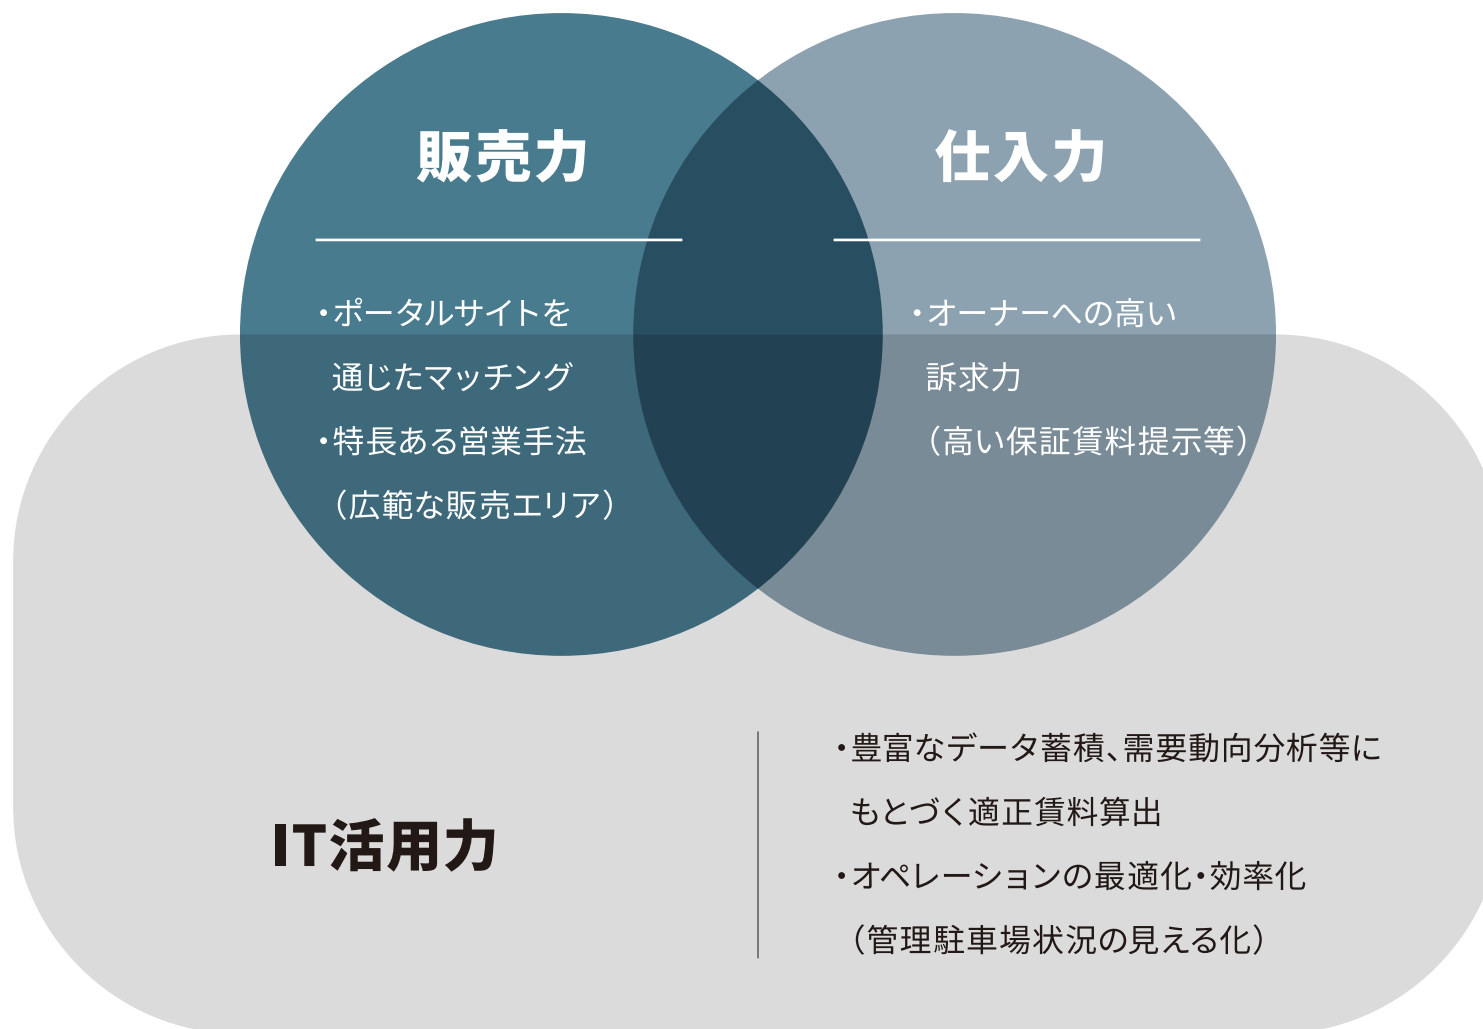 販売力
・ポータルサイトを
通じたマッチング
・特長ある営業手法
（広範な販売エリア）
仕入力
・オーナーへの高い
訴求力
（高い保証賃料提示等）
IT活用力
・豊富なデータ蓄積、需要動向分析等に
もとづく適正賃料算出
・オペレーションの最適化・効率化
（管理駐車場状況の見える化）